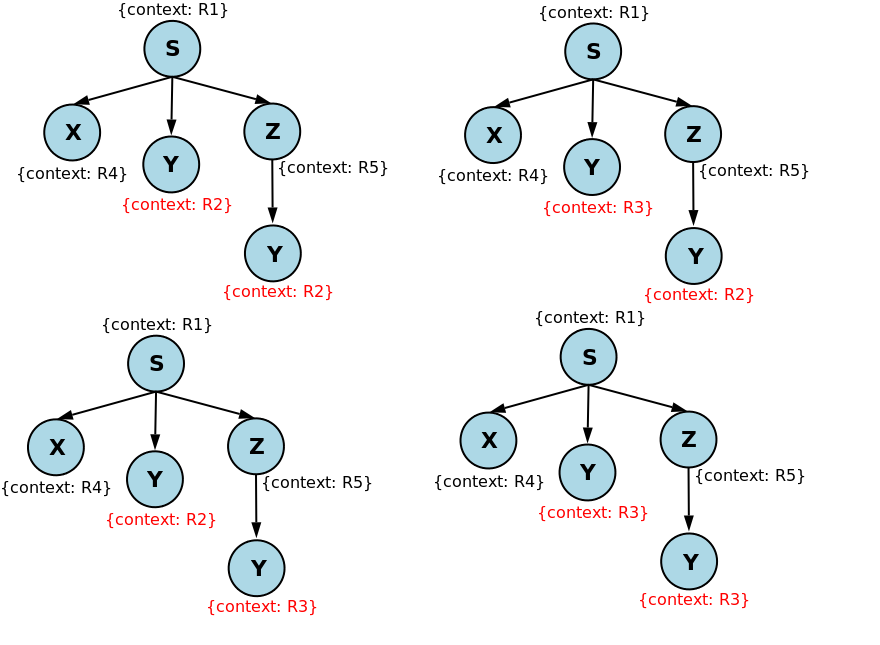 {context: R1}
S
X
Y
Z
{context: R4}
{context: R2}
{context: R5}
Y
{context: R2}
{context: R1}
S
X
Y
Z
{context: R4}
{context: R3}
{context: R5}
Y
{context: R2}
{context: R1}
S
X
Y
Z
{context: R4}
{context: R2}
{context: R5}
Y
{context: R3}
{context: R1}
S
X
Y
Z
{context: R4}
{context: R3}
{context: R5}
Y
{context: R3}